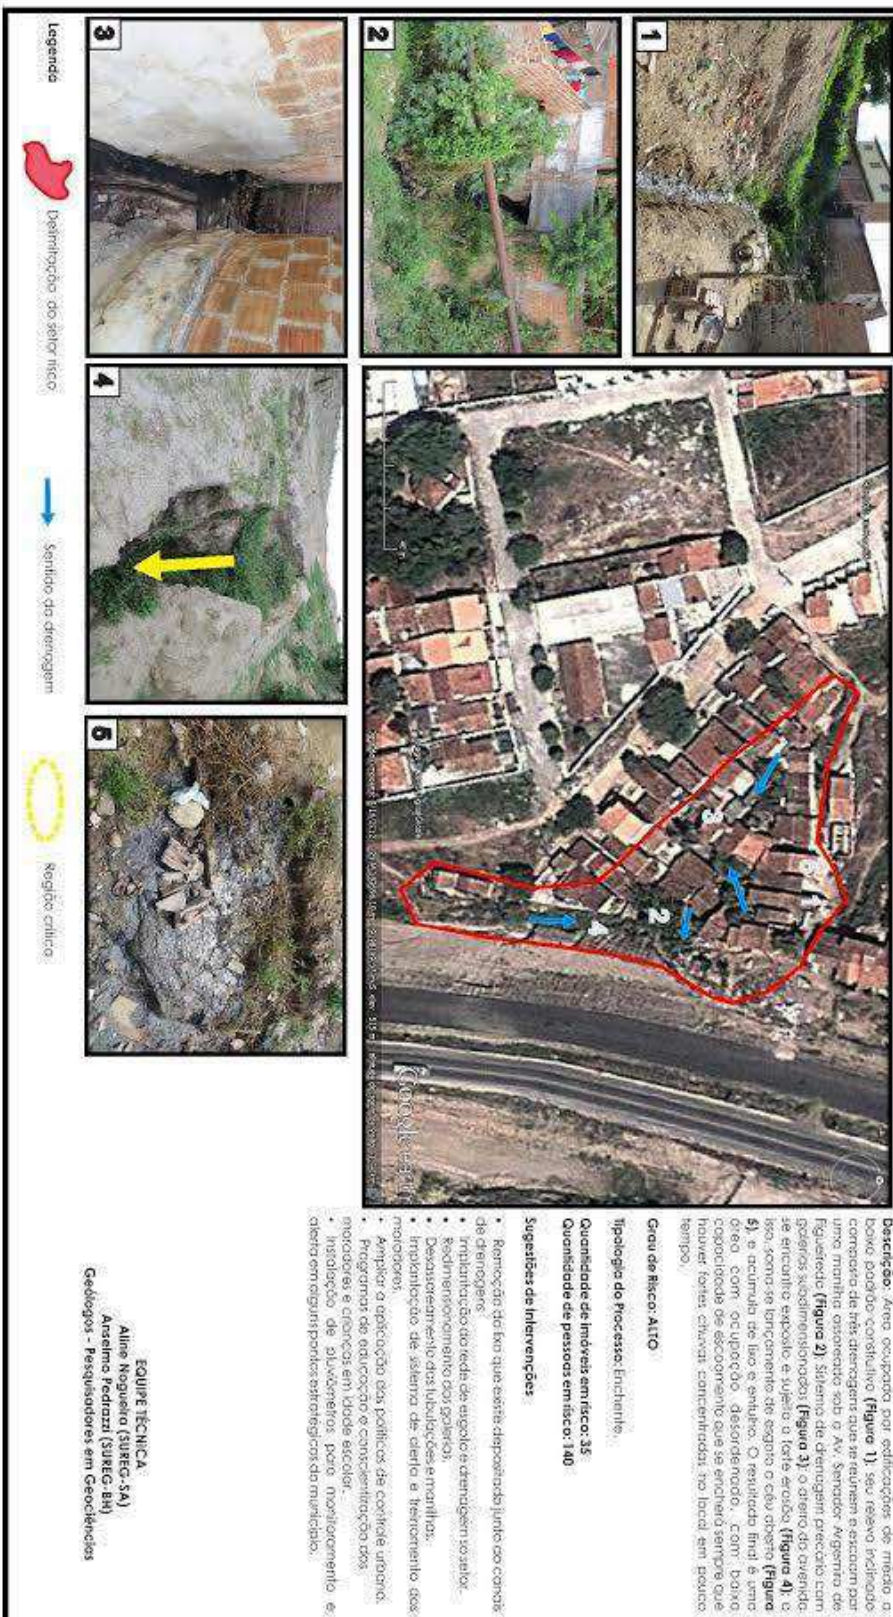 Descrição: Área ocupada por edificações de médio a
baixo padrão construtivo (Figura 1); seu relevo inclinado
comporta de três drenagens que se reúnem e escoam por
uma manilha assoreada sob a Av. Senador Argemiro de
Figueiredo (Figura 2). Sistema de drenagem precário com
galerias subdimensionadas (Figura 3); o aterro da avenida
se encontra exposto e sujeito a forte erosão (Figura 4); a
isso, soma-se lançamento de esgoto a céu aberto (Figura
5), e acúmulo de lixo e entulho. O resultado final é uma
área com ocupação desordenada, com baixa
capacidade de escoamento que se encherá sempre que
houver fortes chuvas concentradas no local em pouco
tempo.
Grau de Risco: ALTO
Tipologia do Processo: Enchente.
Quantidade de imóveis em risco: 35
Quantidade de pessoas em risco: 140
Sugestões de Intervenções
• Remoção do lixo que existe depositado junto ao canais
de drenagens;
• Implantação da rede de esgoto e drenagem so setor.
• Redimensionamento das galerias.
• Desassoreamento das tubulações e manilhas.
• Implantação de sistema de alerta e treinamento dos
moradores.
• Ampliar a aplicação das políticas de controle urbano.
• Programas de educação e conscientização dos
moradores e crianças em idade escolar.
• Instalação de pluviômetros para monitoramento e
alerta em alguns pontos estratégicos do município.
EQUIPE TÉCNICA
Aline Nogueira (SUREG-SA)
Anselmo Pedrazzi (SUREG-BH)
Geólogos - Pesquisadores em Geociências
1
2
3
4
5
3
5
1
2
4
Google earth
Legenda
Delimitação do setor risco
Sentido da drenagem
Região crítica